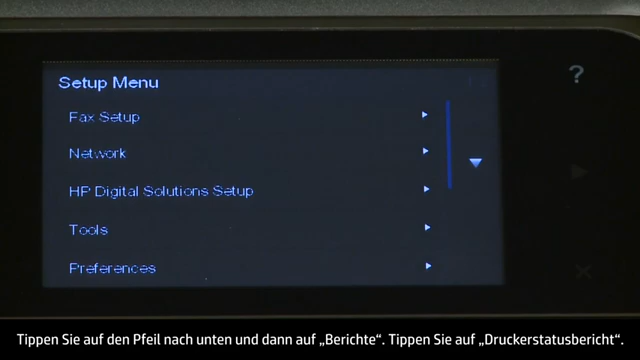 Setup Menu
?
Fax Setup
Network
HP Digital Solutions Setup
Tools
Preferences
Tippen Sie auf den Pfeil nach unten und dann auf „Berichte“. Tippen Sie auf „Druckerstatusbericht“.